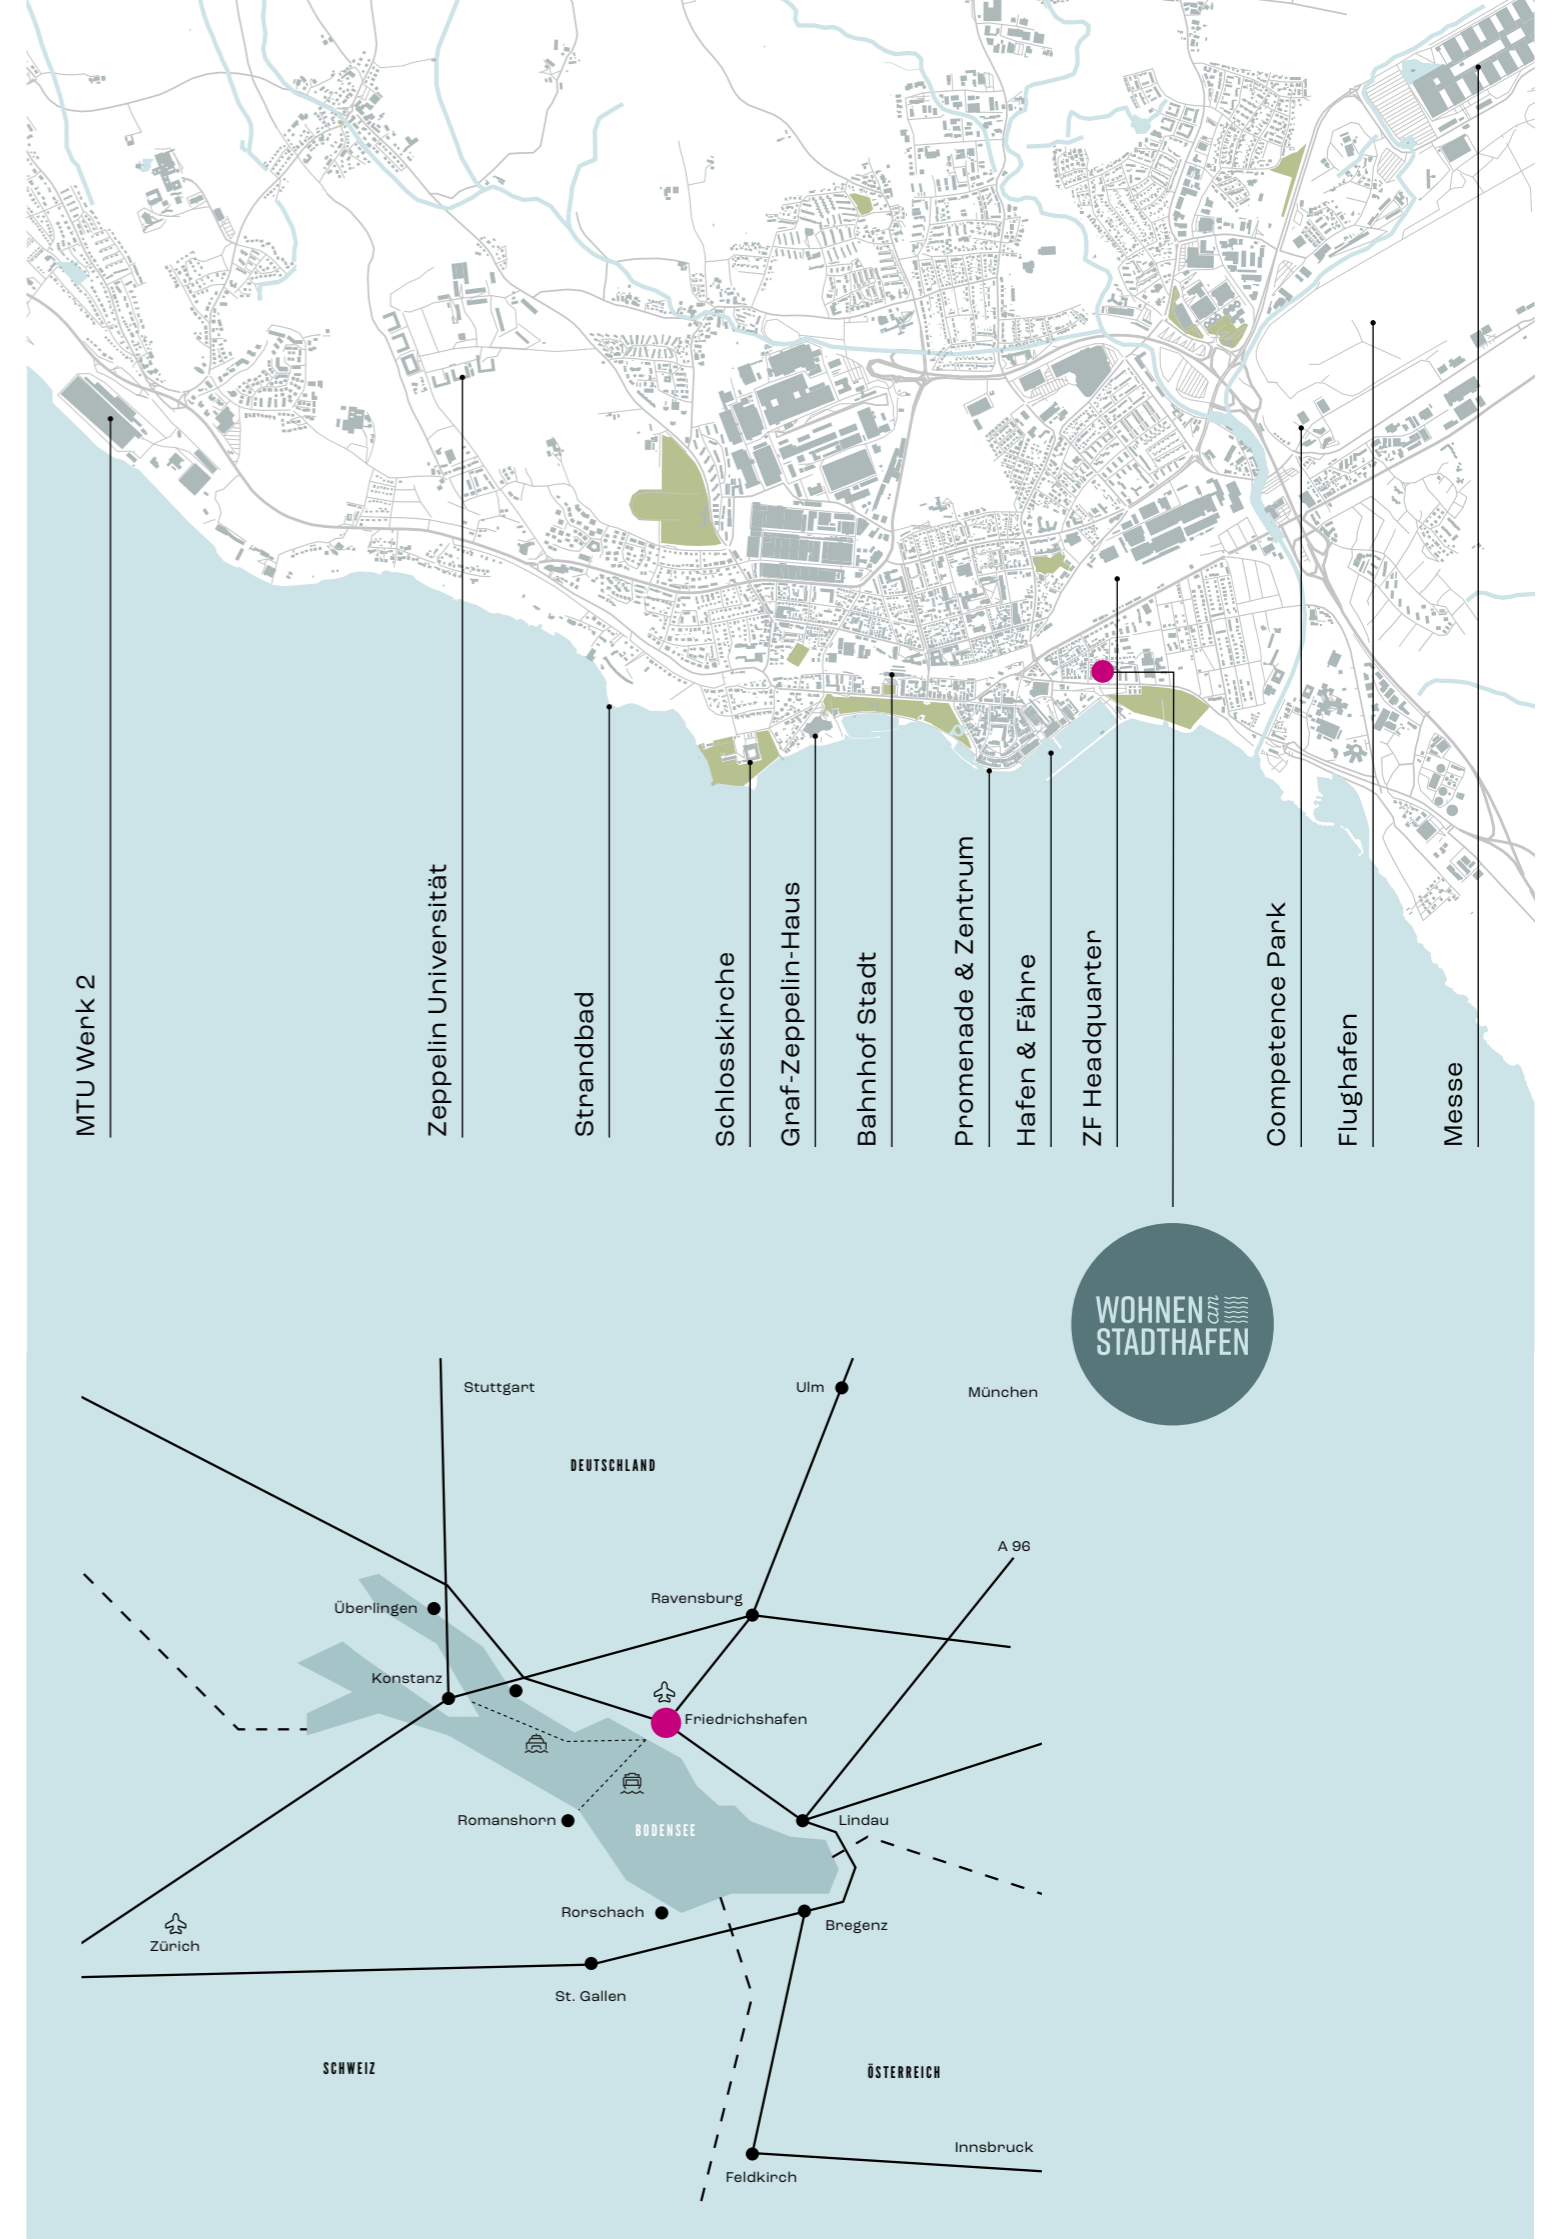 MTU Werk 2
Zeppelin Universität
Strandbad
Schlosskirche
Graf-Zeppelin-Haus
Bahnhof Stadt
Promenade & Zentrum
Hafen & Fähre
ZF Headquarter
Competence Park
Flughafen
Messe
WOHNEN am
STADTHAFEN
Stuttgart
Ulm
München
DEUTSCHLAND
A 96
Ravensburg
Überlingen
Konstanz
Friedrichshafen
Romanshorn
BODENSEE
Lindau
Rorschach
Bregenz
Zürich
St. Gallen
SCHWEIZ
ÖSTERREICH
Innsbruck
Feldkirch